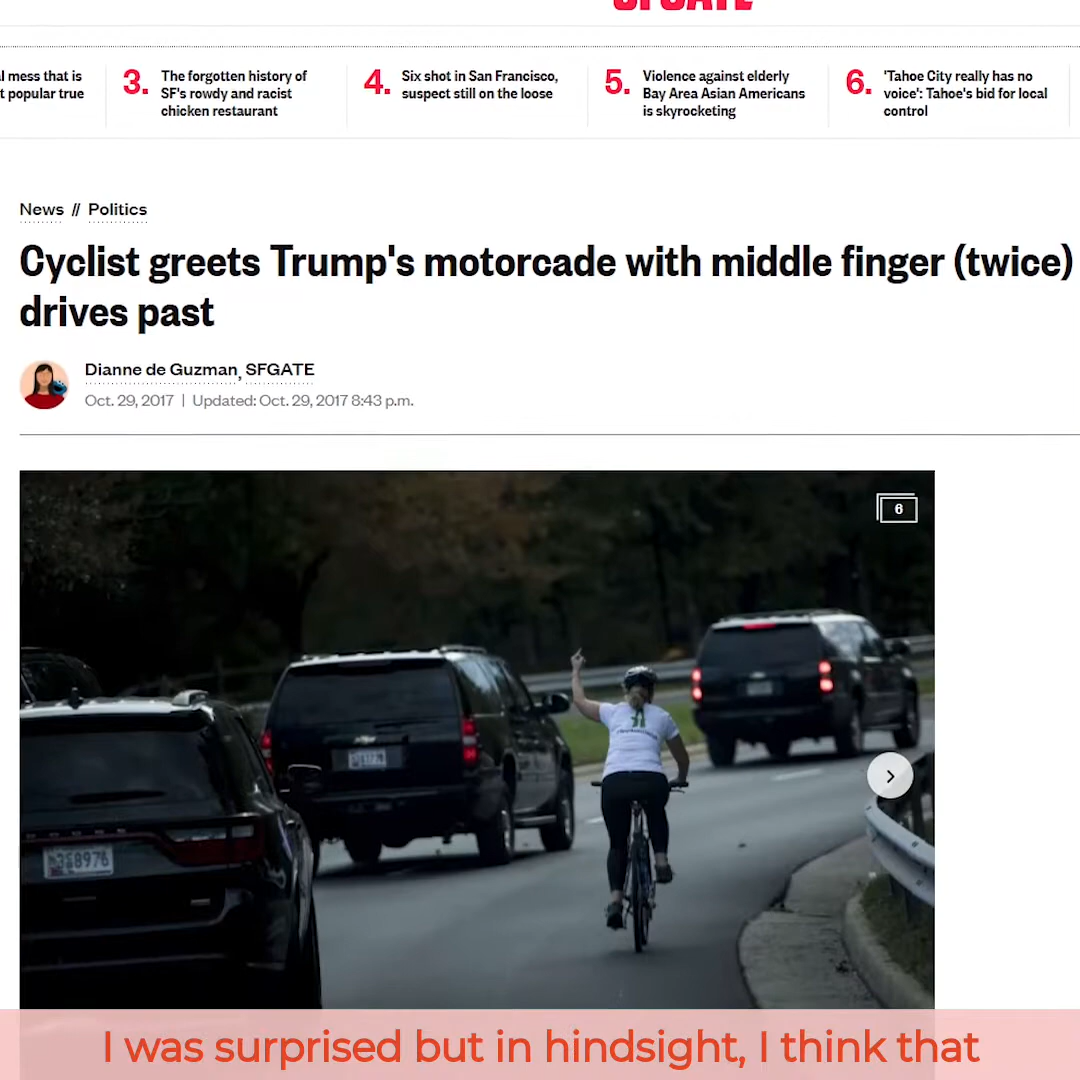 SFGATE
l mess that is
t popular true
3.
The forgotten history of
SF's rowdy and racist
chicken restaurant
4.
Six shot in San Francisco,
suspect still on the loose
5.
Violence against elderly
Bay Area Asian Americans
is skyrocketing
6.
'Tahoe City really has no
voice': Tahoe's bid for local
control
News // Politics
Cyclist greets Trump's motorcade with middle finger (twice)
drives past
Dianne de Guzman, SFGATE
Oct. 29, 2017 | Updated: Oct. 29, 2017 8:43 p.m.
6
I was surprised but in hindsight, I think that